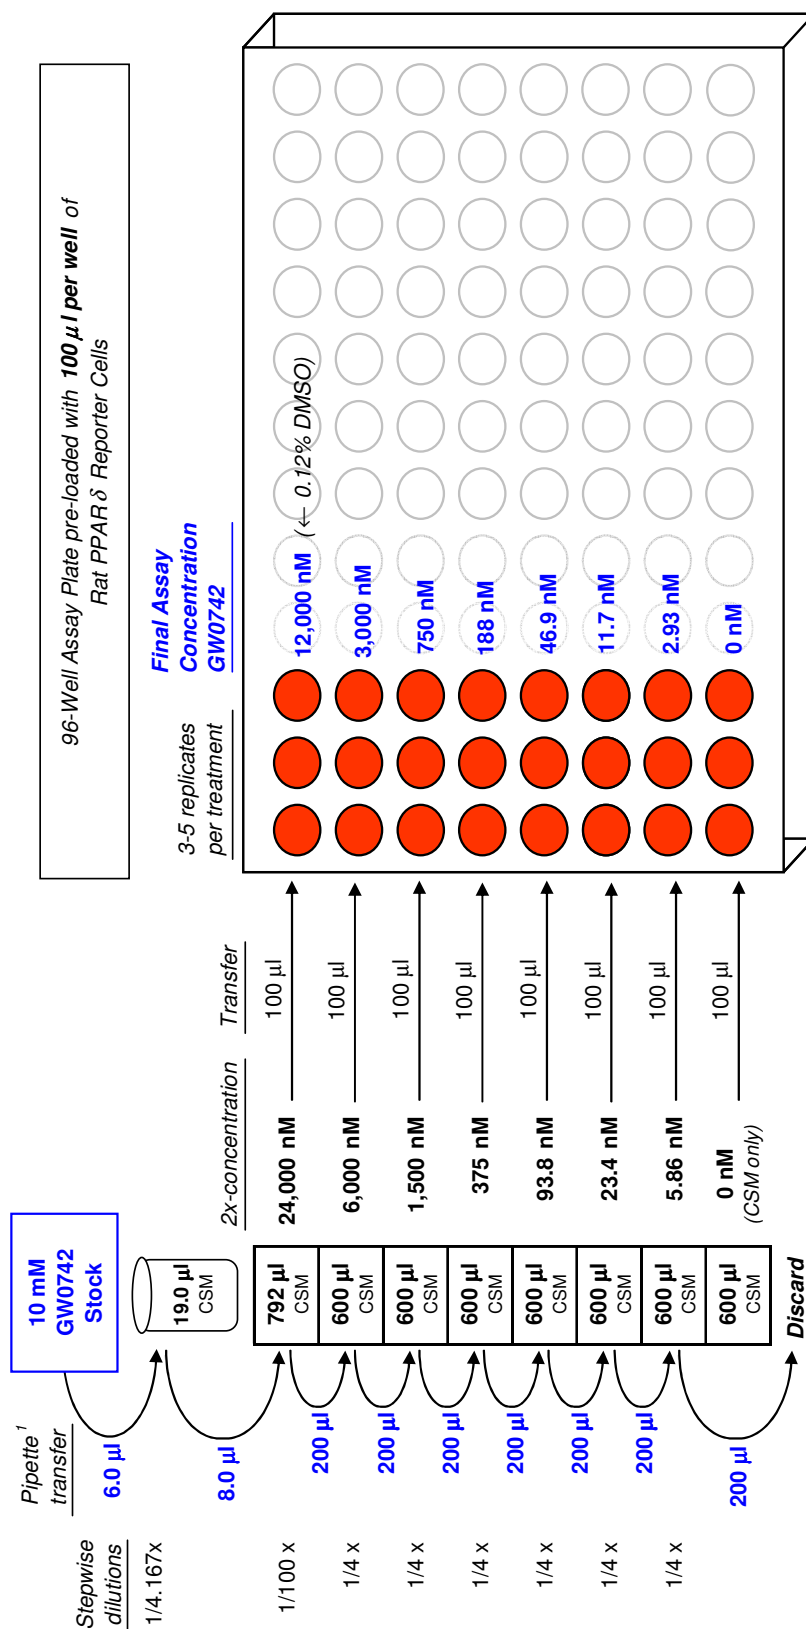 96-Well Assay Plate pre-loaded with 100 µl per well of
Rat PPARδ Reporter Cells
Stepwise
dilutions
Pipette 1
transfer
10 mM
GW0742
Stock
2x-concentration
Transfer
3-5 replicates
per treatment
Final Assay
Concentration
GW0742
1/4.167x
6.0 µl
19.0 µl
CSM
8.0 µl
1/100 x
792 µl
CSM
24,000 nM
100 µl
12,000 nM
(← 0.12% DMSO)
200 µl
1/4 x
600 µl
CSM
6,000 nM
100 µl
3,000 nM
200 µl
1/4 x
600 µl
CSM
1,500 nM
100 µl
750 nM
200 µl
1/4 x
600 µl
CSM
375 nM
100 µl
188 nM
200 µl
1/4 x
600 µl
CSM
93.8 nM
100 µl
46.9 nM
200 µl
1/4 x
600 µl
CSM
23.4 nM
100 µl
11.7 nM
200 µl
1/4 x
600 µl
CSM
5.86 nM
100 µl
2.93 nM
200 µl
600 µl
CSM
0 nM
(CSM only)
100 µl
0 nM
Discard